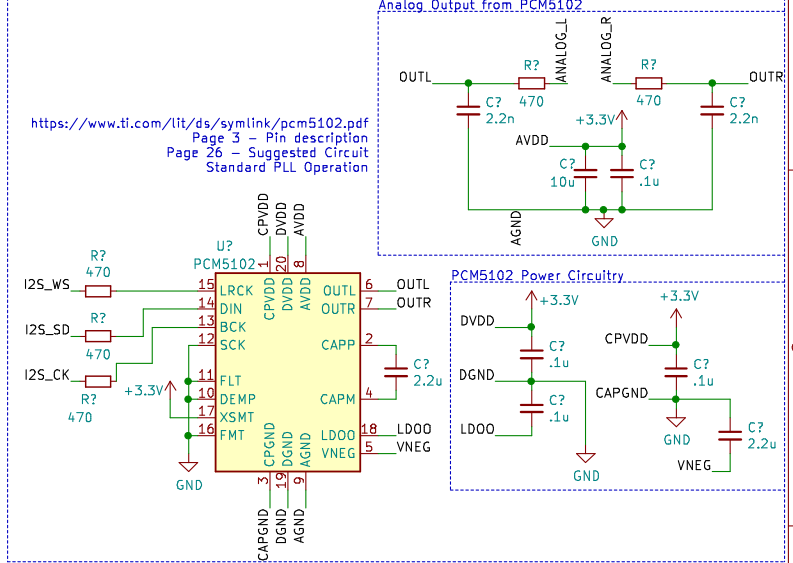 Analog Output from PCM5102
ANALOG_L
ANALOG_R
OUTL
R?
470
R?
470
OUTR
C?
2.2n
C?
2.2n
+3.3V
AVDD
C?
10u
C?
.1u
AGND
GND
https://www.ti.com/lit/ds/symlink/pcm5102.pdf
Page 3 - Pin description
Page 26 - Suggested Circuit
Standard PLL Operation
CPVDD
DVDD
AVDD
U?
PCM5102
1
20
8
CPVDD
DVDD
AVDD
R?
470
I2S_WS
15 LRCK
14 DIN
13 BCK
12 SCK
R?
I2S_SD
470
I2S_CK
R?
470
+3.3V
11 FLT
10 DEMP
17 XSMT
16 FMT
GND
OUTL 6 OUTL
OUTR 7 OUTR
CAPP 2
C?
2.2u
CAPM 4
LDOO 18 LDOO
VNEG 5 VNEG
CPGND
DGND
AGND
3
19
9
CAPGND
DGND
AGND
PCM5102 Power Circuitry
+3.3V
DVDD
C?
.1u
DGND
C?
.1u
LDOO
GND
+3.3V
CPVDD
C?
.1u
CAPGND
GND
C?
2.2u
VNEG